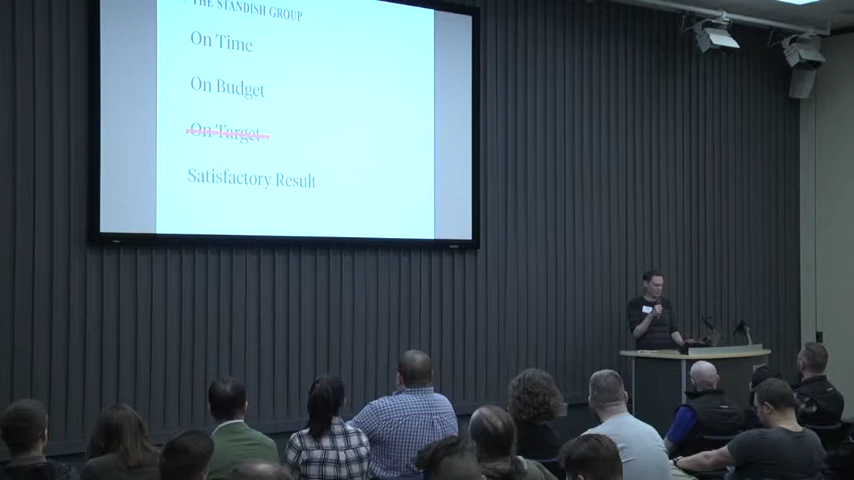 THE STANDISH GROUP
On Time
On Budget
On Target
Satisfactory Result